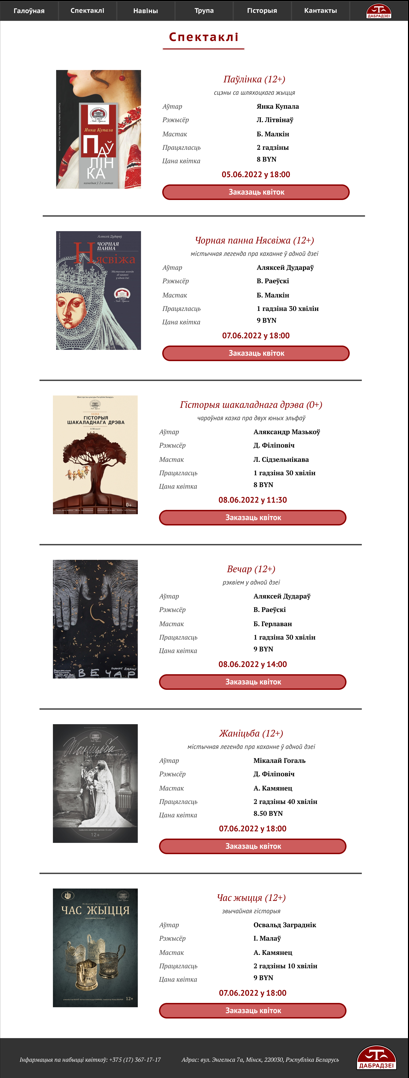 Галоўная Спектаклі Навіны Трупа Гісторыя Кантакты ДАБРАДЗЕІ
Спектаклі
Паўлінка (12+)
сцэны са шляхоцкага жыцця
Янка Купала
ПАЎ
ЛІН
КА
Аўтар Янка Купала
Рэжысёр Л. Літвінаў
Мастак Б. Малкін
Працягласць 2 гадзіны
Цана квітка 8 BYN
05.06.2022 у 18:00
Заказаць квіток
Чорная панна Нясвіжа (12+)
містычная легенда пра каханне ў адной дзеі
ЧОРНАЯ
ПАННА
Нясвіжа
Аўтар Аляксей Дудараў
Рэжысёр В. Раеўскі
Мастак Б. Малкін
Працягласць 1 гадзіна 30 хвілін
Цана квітка 9 BYN
07.06.2022 у 18:00
Заказаць квіток
Гісторыя шакаладнага дрэва (0+)
чароўная казка пра двух юных эльфаў
ГІСТОРЫЯ
ШАКАЛАДНАГА ДРЭВА
0+
Аўтар Аляксандр Мазькоў
Рэжысёр Д. Філіповіч
Мастак Л. Сідзельнікава
Працягласць 1 гадзіна 30 хвілін
Цана квітка 8 BYN
08.06.2022 у 11:30
Заказаць квіток
Вечар (12+)
рэквіем у адной дзеі
ВЕЧАР
Аўтар Аляксей Дудараў
Рэжысёр В. Раеўскі
Мастак Б. Герлаван
Працягласць 1 гадзіна 30 хвілін
Цана квітка 9 BYN
08.06.2022 у 14:00
Заказаць квіток
Жаніцьба (12+)
містычная легенда пра каханне ў адной дзеі
Жаніцьба
12+
Аўтар Мікалай Гогаль
Рэжысёр Д. Філіповіч
Мастак А. Камянец
Працягласць 2 гадзіны 40 хвілін
Цана квітка 8.50 BYN
07.06.2022 у 18:00
Заказаць квіток
Час жыцця (12+)
звычайная гісторыя
ЧАС ЖЫЦЦЯ
12+
Аўтар Освальд Заграднік
Рэжысёр І. Малаў
Мастак А. Камянец
Працягласць 2 гадзіны 10 хвілін
Цана квітка 9 BYN
07.06.2022 у 18:00
Заказаць квіток
Інфармацыя па набыцці квіткоў: +375 (17) 367-17-17 Адрас: вул. Энгельса 7а, Мінск, 220030, Рэспубліка Беларусь ДАБРАДЗЕІ